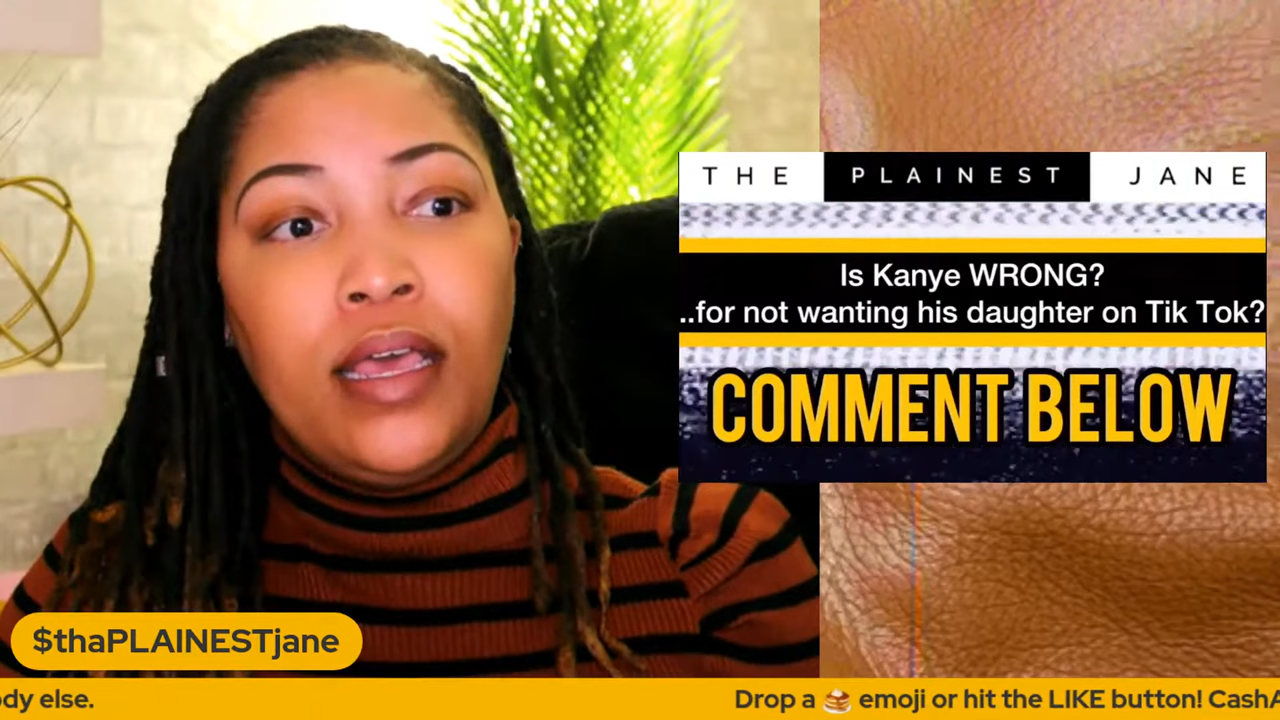 THE PLAINEST JANE
Is Kanye WRONG?
..for not wanting his daughter on Tik Tok?
COMMENT BELOW
$thaPLAINESTjane
dy else.
Drop a 🥞 emoji or hit the LIKE button! CashA